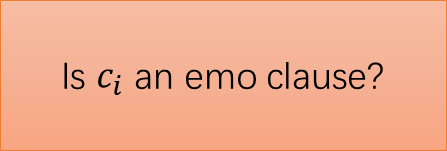 Is cᵢ an emo clause?